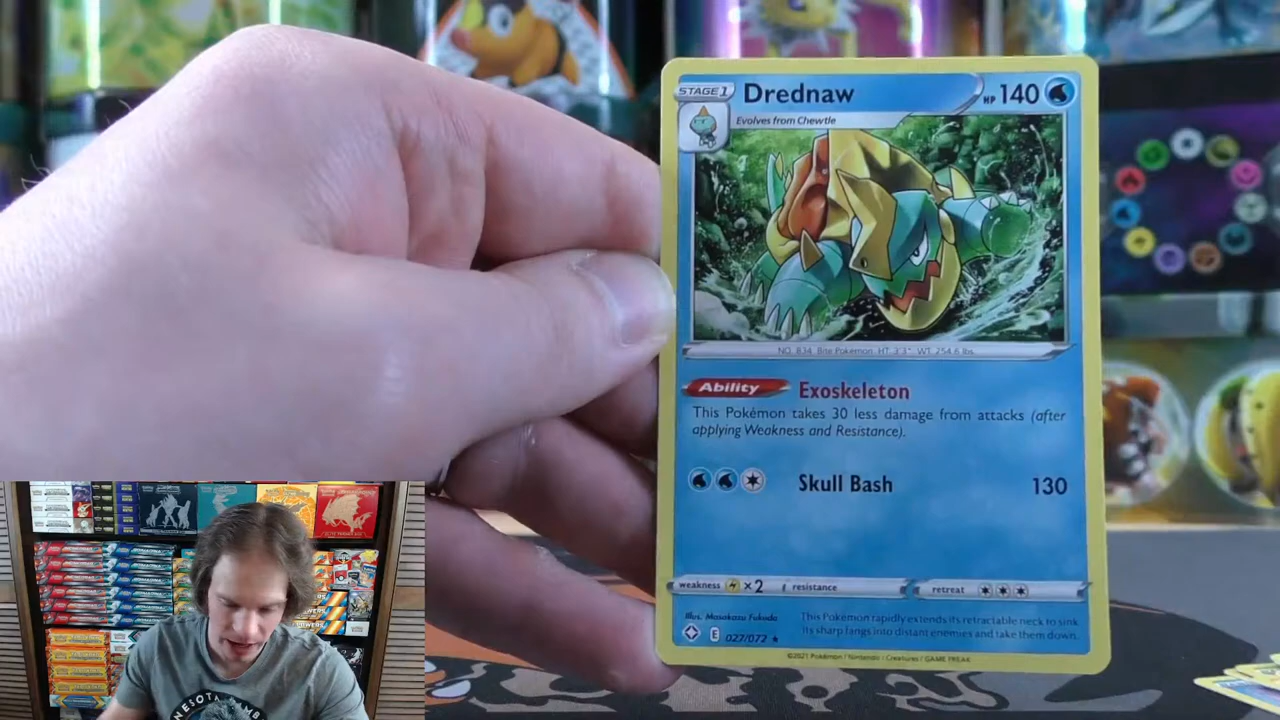 STAGE 1 Drednaw HP 140
Evolves from Chewtle
NO. 834 Bite Pokémon HT: 3'3" WT: 254.6 lbs.
Ability Exoskeleton
This Pokémon takes 30 less damage from attacks (after
applying Weakness and Resistance).
Skull Bash 130
weakness ×2 resistance retreat
Illus. Masakazu Fukuda
This Pokémon rapidly extends its retractable neck to sink
its sharp fangs into distant enemies and take them down.
E 027/072 ★
©2021 Pokémon / Nintendo / Creatures / GAME FREAK